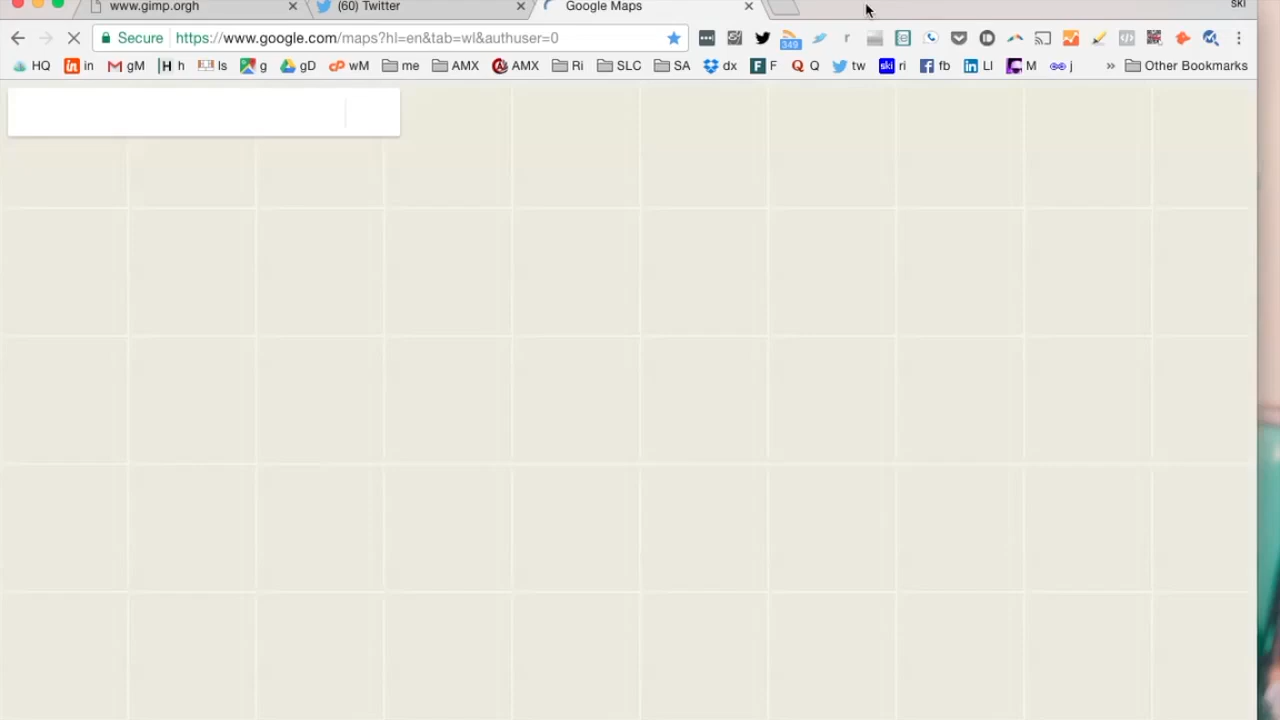 www.gimp.orgh (60) Twitter Google Maps SKI
Secure https://www.google.com/maps?hl=en&tab=wl&authuser=0 349
HQ in gM h ls g gD wM me AMX AMX Ri SLC SA dx F Q tw ri fb LI M j » Other Bookmarks